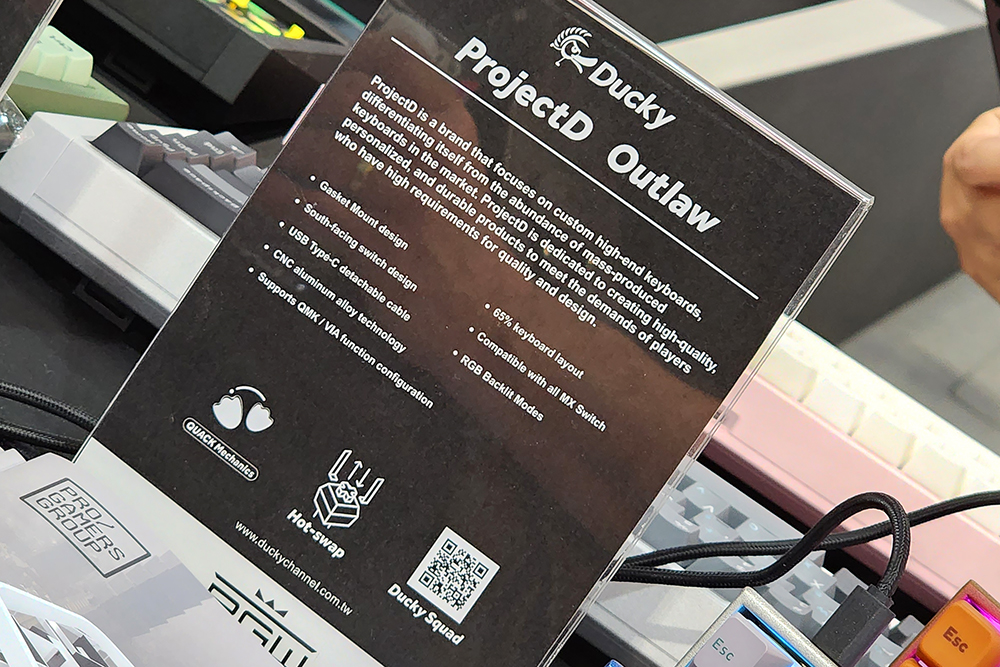 Ducky
ProjectD Outlaw
ProjectD is a brand that focuses on custom high-end keyboards,
differentiating itself from the abundance of mass-produced
keyboards in the market. ProjectD is dedicated to creating high-quality,
personalized, and durable products to meet the demands of players
who have high requirements for quality and design.
• Gasket Mount design
• South-facing switch design
• USB Type-C detachable cable
• CNC aluminum alloy technology
• Supports QMK / VIA function configuration
• 65% keyboard layout
• Compatible with all MX Switch
• RGB Backlit Modes
QUACK Mechanics
Hot-swap
Ducky Squad
www.duckychannel.com.tw
PRO/
GAMERS
GROUP
PGW
Esc
Esc